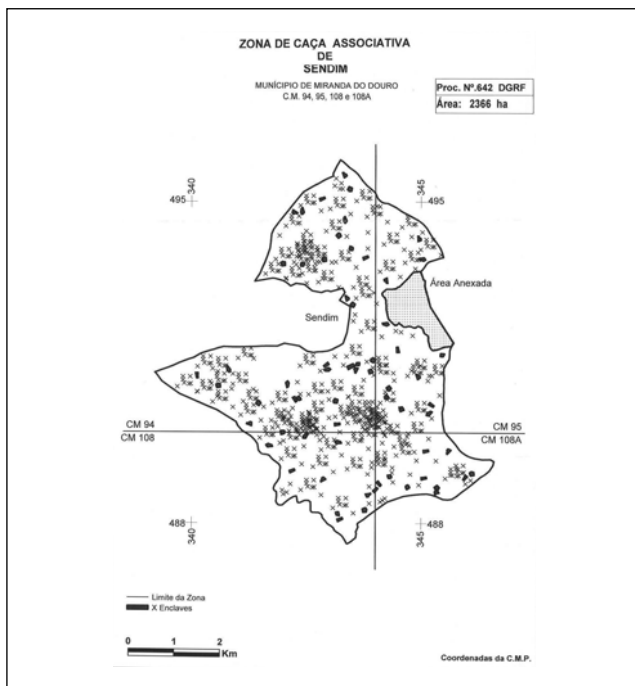 ZONA DE CAÇA ASSOCIATIVA
DE
SENDIM
MUNÍCIPIO DE MIRANDA DO DOURO
C.M. 94, 95, 108 e 108A
Proc. Nº.642 DGRF
Área: 2366 ha
340
495
345
495
Área Anexada
Sendim
CM 94
CM 95
CM 108
CM 108A
488
340
488
345
Limite da Zona
X Enclaves
0 1 2
Km
Coordenadas da C.M.P.